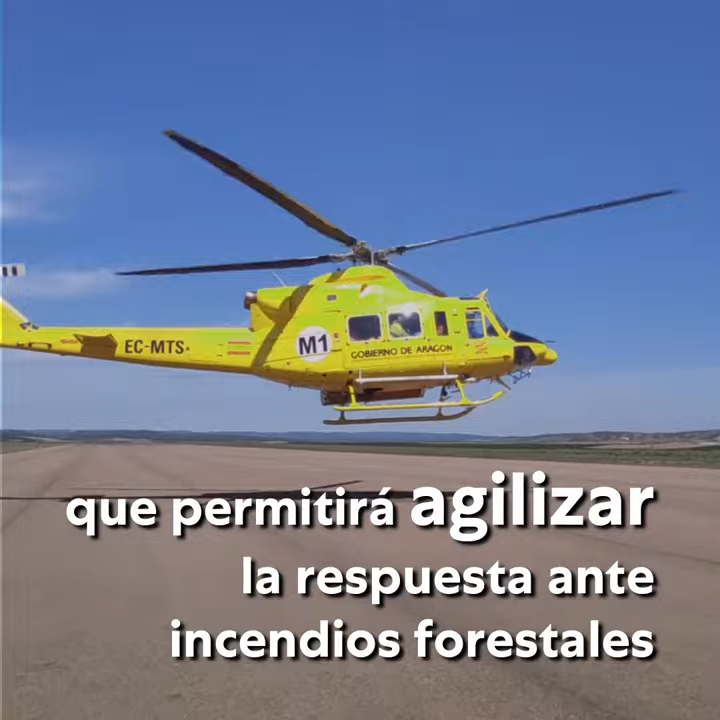 EC-MTS
M1
GOBIERNO DE ARAGON
que permitirá agilizar
la respuesta ante
incendios forestales